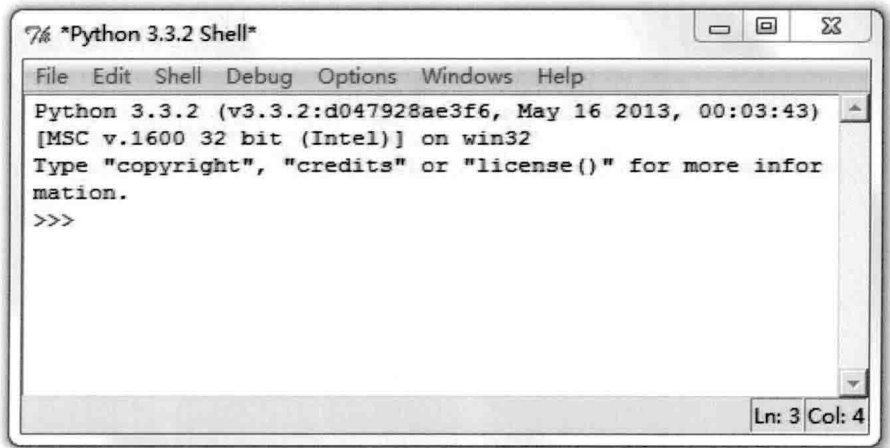 *Python 3.3.2 Shell*
File Edit Shell Debug Options Windows Help
Python 3.3.2 (v3.3.2:d047928ae3f6, May 16 2013, 00:03:43)
[MSC v.1600 32 bit (Intel)] on win32
Type "copyright", "credits" or "license()" for more infor
mation.
>>>
Ln: 3 Col: 4